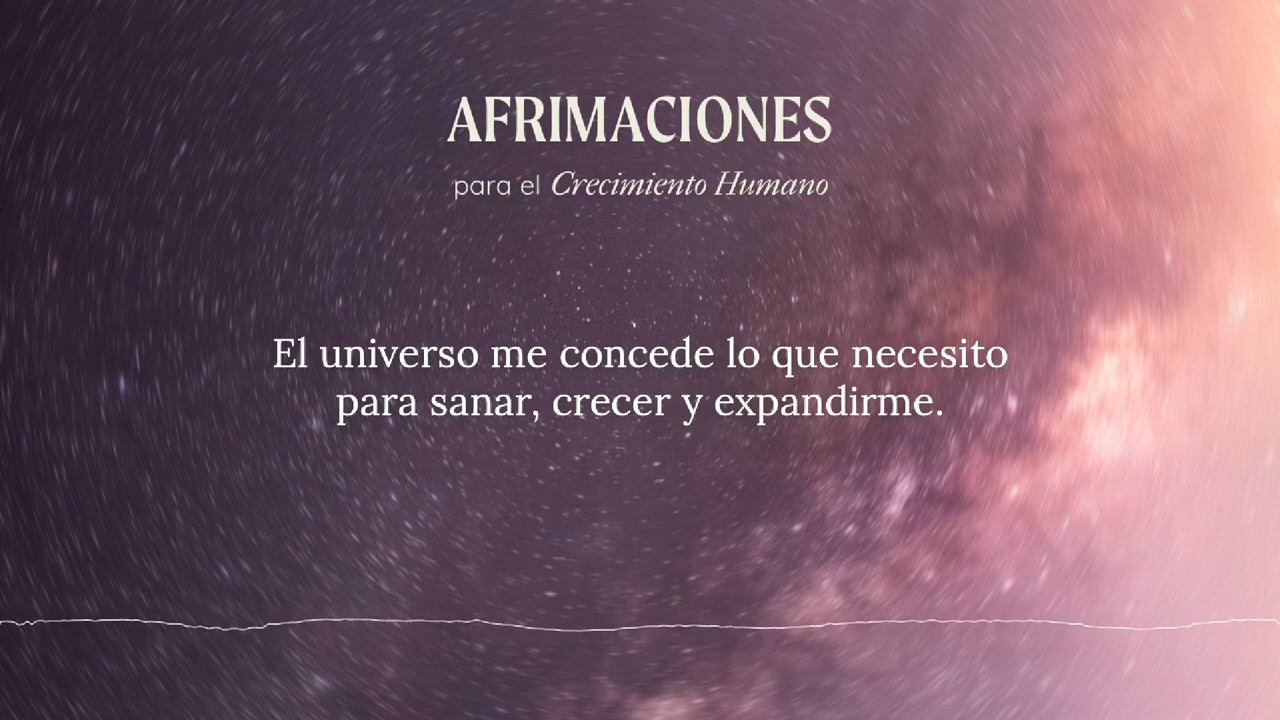 AFRIMACIONES
para el Crecimiento Humano
El universo me concede lo que necesito
para sanar, crecer y expandirme.